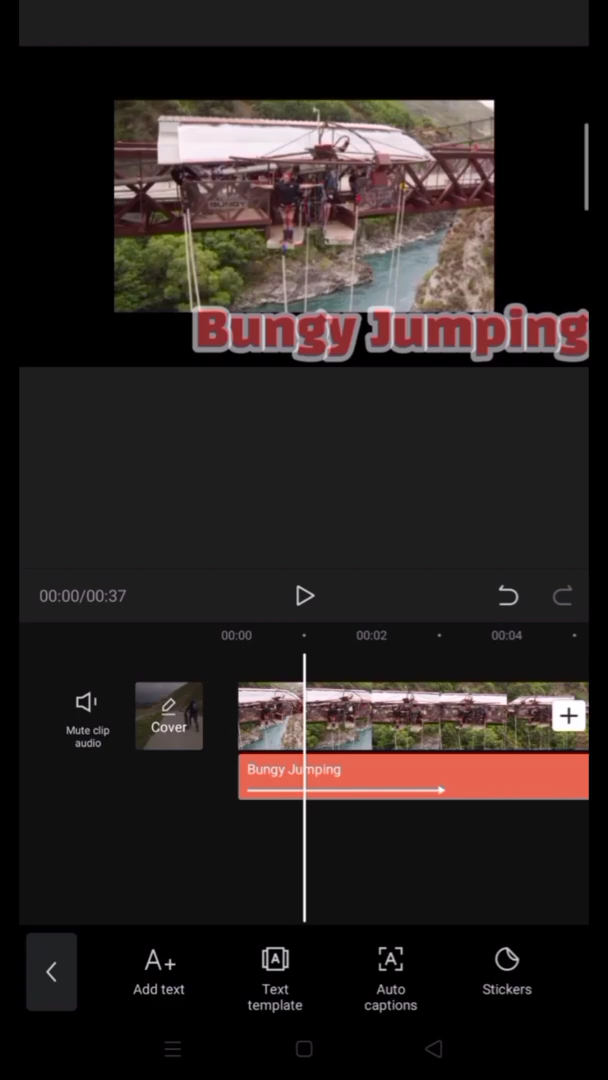 BUNGY
Bungy Jumping
00:00/00:37
00:00
00:02
00:04
Mute clip
audio
Cover
Bungy Jumping
A+
Add text
A
Text
template
A
Auto
captions
Stickers